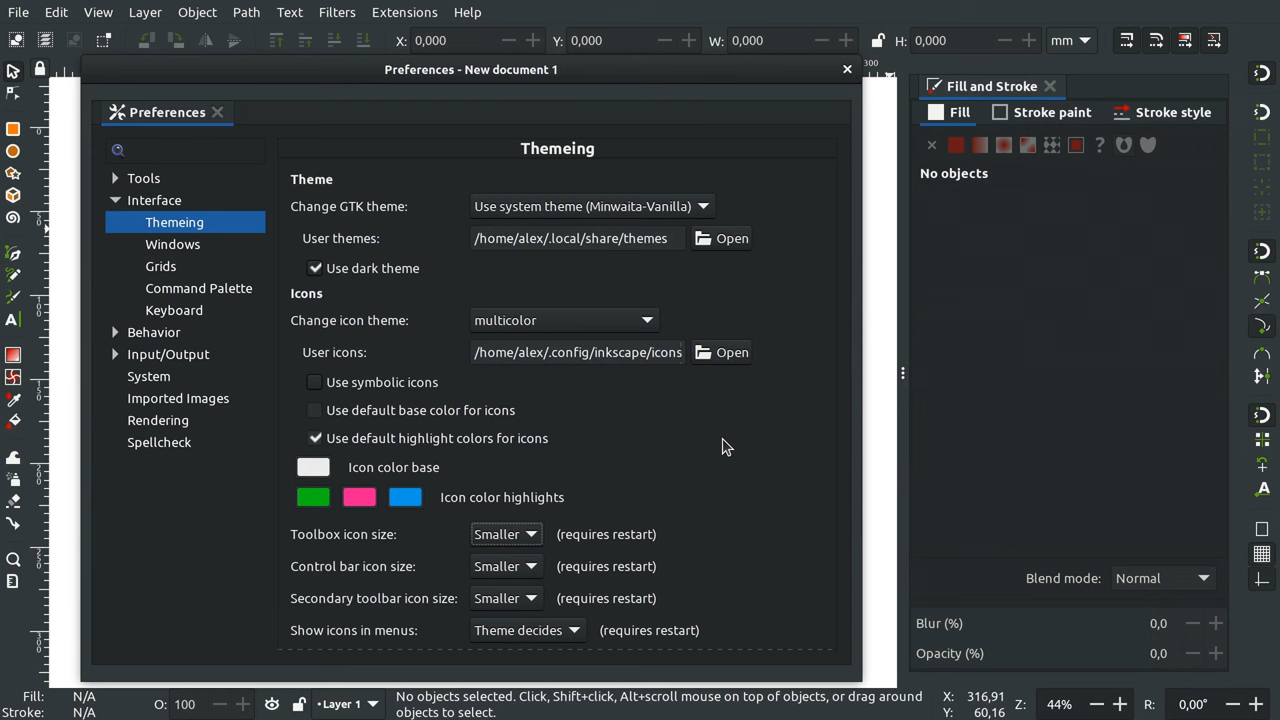 File Edit View Layer Object Path Text Filters Extensions Help
X: 0,000 Y: 0,000 W: 0,000 H: 0,000 mm
300
Preferences - New document 1
Preferences
Tools
Interface
Themeing
Windows
Grids
Command Palette
Keyboard
Behavior
Input/Output
System
Imported Images
Rendering
Spellcheck
Themeing
Theme
Change GTK theme: Use system theme (Minwaita-Vanilla)
User themes: /home/alex/.local/share/themes Open
Use dark theme
Icons
Change icon theme: multicolor
User icons: /home/alex/.config/inkscape/icons Open
Use symbolic icons
Use default base color for icons
Use default highlight colors for icons
Icon color base
Icon color highlights
Toolbox icon size: Smaller (requires restart)
Control bar icon size: Smaller (requires restart)
Secondary toolbar icon size: Smaller (requires restart)
Show icons in menus: Theme decides (requires restart)
Fill and Stroke
Fill Stroke paint Stroke style
No objects
Blend mode: Normal
Blur (%) 0,0
Opacity (%) 0,0
Fill: N/A
Stroke: N/A
O: 100
Layer 1
No objects selected. Click, Shift+click, Alt+scroll mouse on top of objects, or drag around
objects to select.
X: 316,91
Y: 60,16
Z: 44%
R: 0,00°